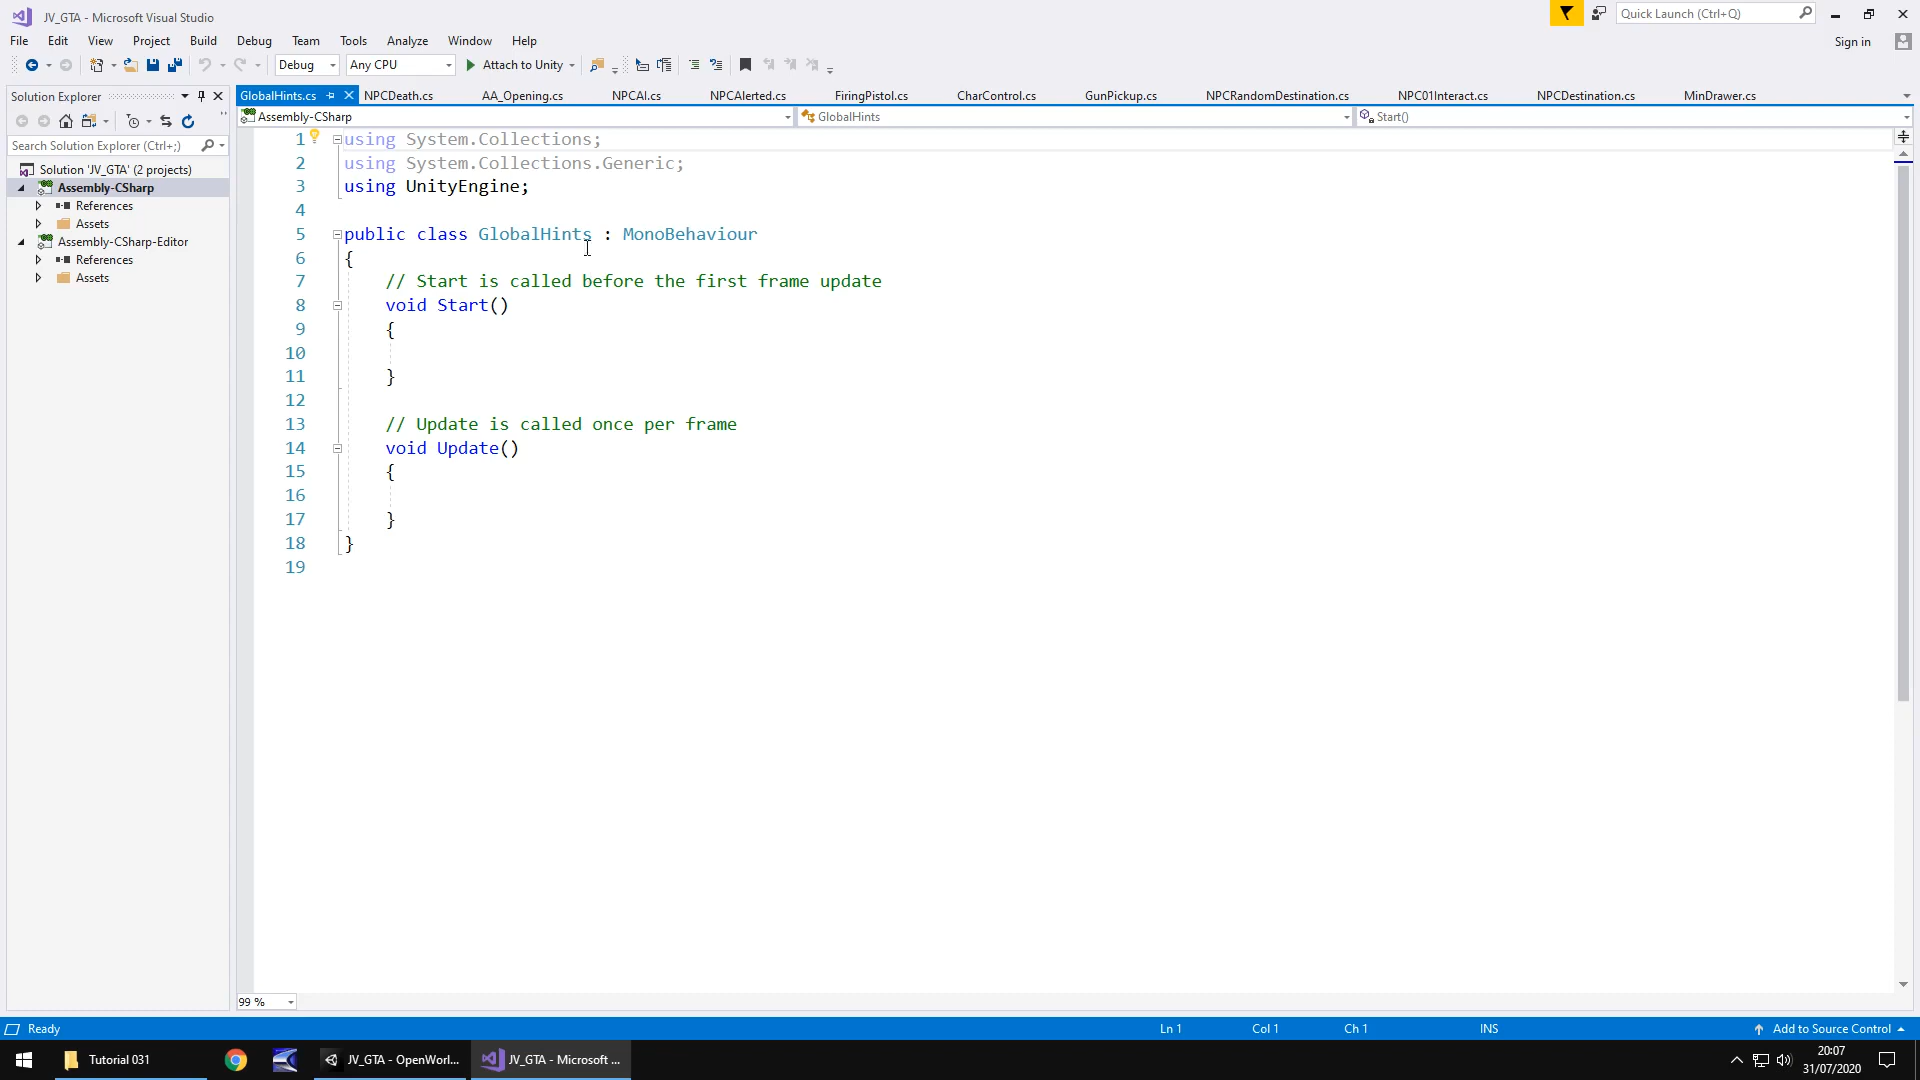 JV_GTA - Microsoft Visual Studio
Quick Launch (Ctrl+Q)
File Edit View Project Build Debug Team Tools Analyze Window Help
Sign in
Debug Any CPU Attach to Unity
Solution Explorer
GlobalHints.cs NPCDeath.cs AA_Opening.cs NPCAI.cs NPCAlerted.cs FiringPistol.cs CharControl.cs GunPickup.cs NPCRandomDestination.cs NPC01Interact.cs NPCDestination.cs MinDrawer.cs
Assembly-CSharp GlobalHints Start()
Search Solution Explorer (Ctrl+;)
Solution 'JV_GTA' (2 projects)
Assembly-CSharp
References
Assets
Assembly-CSharp-Editor
References
Assets
1 using System.Collections;
2 using System.Collections.Generic;
3 using UnityEngine;
4
5 public class GlobalHints : MonoBehaviour
6 {
7 // Start is called before the first frame update
8 void Start()
9 {
10
11 }
12
13 // Update is called once per frame
14 void Update()
15 {
16
17 }
18 }
19
99 %
Ready Ln 1 Col 1 Ch 1 INS Add to Source Control
Tutorial 031 JV_GTA - OpenWorl... JV_GTA - Microsoft ...
20:07
31/07/2020